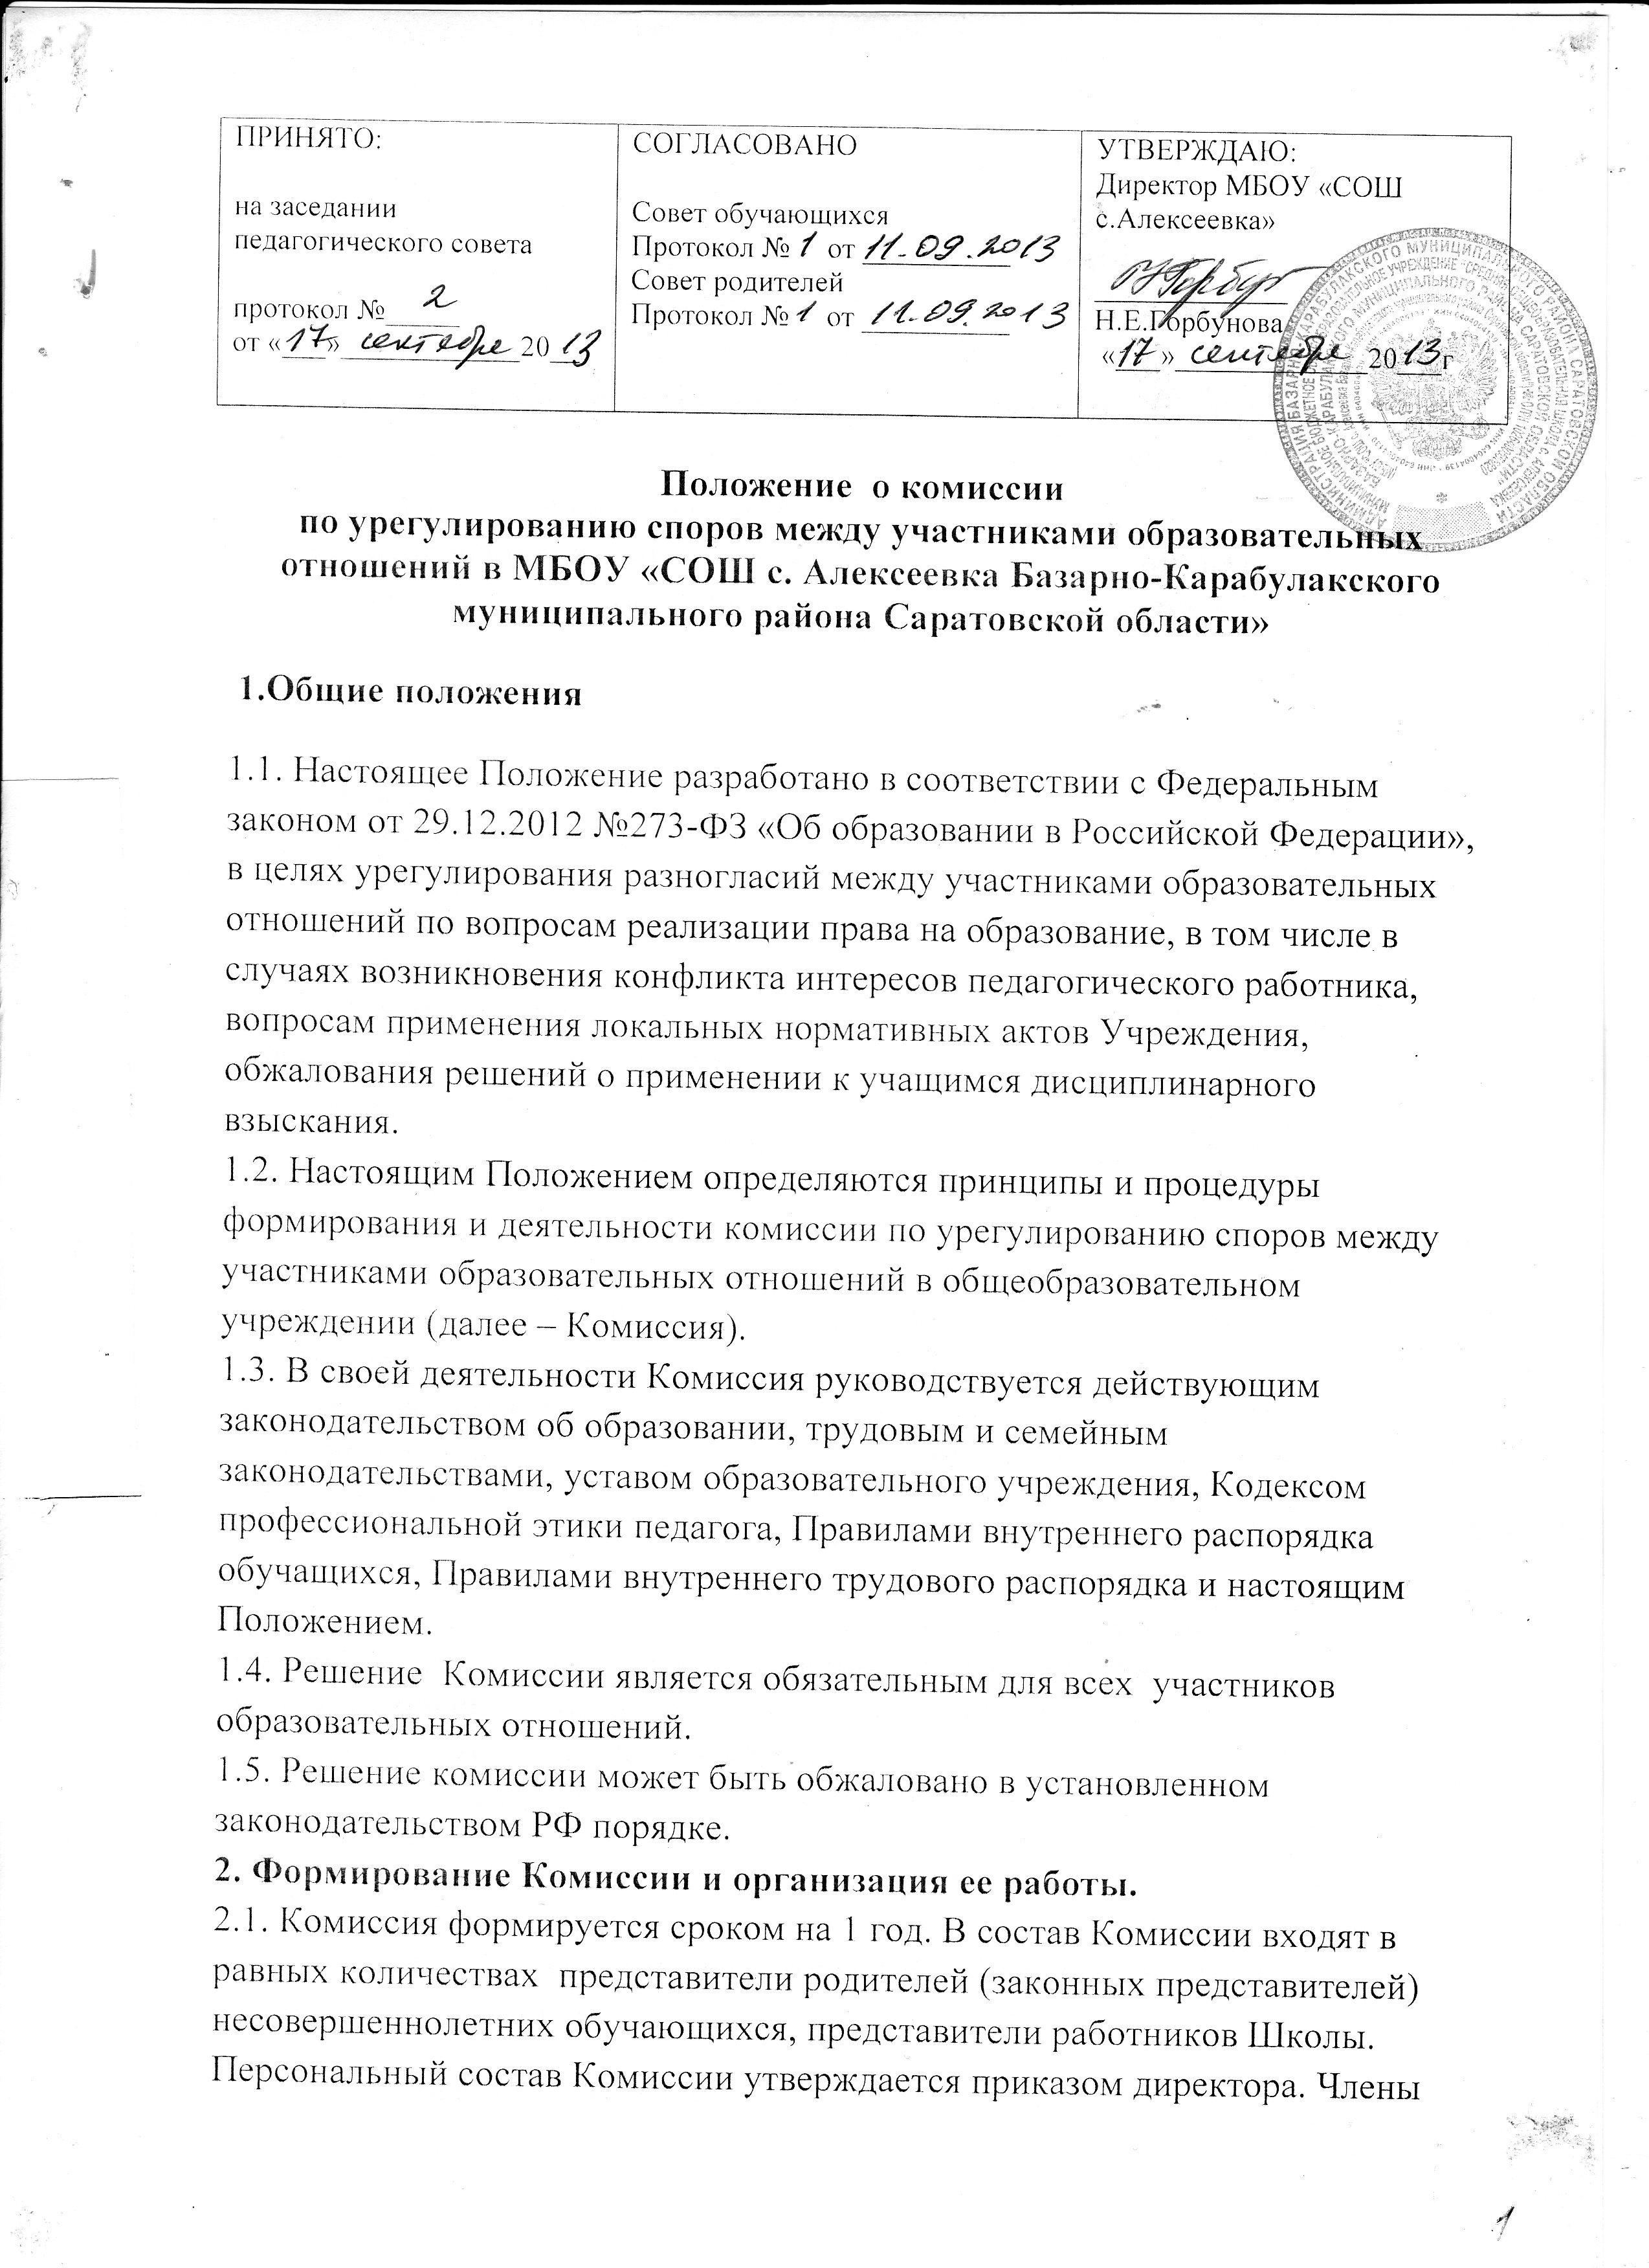 ПРИНЯТО:
на заседании
педагогического совета
протокол № 2
от «17» сентября 2013
СОГЛАСОВАНО
Совет обучающихся
Протокол № 1 от 11.09.2013
Совет родителей
Протокол № 1 от 11.09.2013
УТВЕРЖДАЮ:
Директор МБОУ «СОШ
с.Алексеевка»
Н.Е.Горбунова
«17» сентября 2013г
Положение о комиссии
по урегулированию споров между участниками образовательных
отношений в МБОУ «СОШ с. Алексеевка Базарно-Карабулакского
муниципального района Саратовской области»
1.Общие положения
1.1. Настоящее Положение разработано в соответствии с Федеральным
законом от 29.12.2012 №273-ФЗ «Об образовании в Российской Федерации»,
в целях урегулирования разногласий между участниками образовательных
отношений по вопросам реализации права на образование, в том числе в
случаях возникновения конфликта интересов педагогического работника,
вопросам применения локальных нормативных актов Учреждения,
обжалования решений о применении к учащимся дисциплинарного
взыскания.
1.2. Настоящим Положением определяются принципы и процедуры
формирования и деятельности комиссии по урегулированию споров между
участниками образовательных отношений в общеобразовательном
учреждении (далее – Комиссия).
1.3. В своей деятельности Комиссия руководствуется действующим
законодательством об образовании, трудовым и семейным
законодательствами, уставом образовательного учреждения, Кодексом
профессиональной этики педагога, Правилами внутреннего распорядка
обучащихся, Правилами внутреннего трудового распорядка и настоящим
Положением.
1.4. Решение Комиссии является обязательным для всех участников
образовательных отношений.
1.5. Решение комиссии может быть обжаловано в установленном
законодательством РФ порядке.
2. Формирование Комиссии и организация ее работы.
2.1. Комиссия формируется сроком на 1 год. В состав Комиссии входят в
равных количествах представители родителей (законных представителей)
несовершеннолетних обучающихся, представители работников Школы.
Персональный состав Комиссии утверждается приказом директора. Члены
1